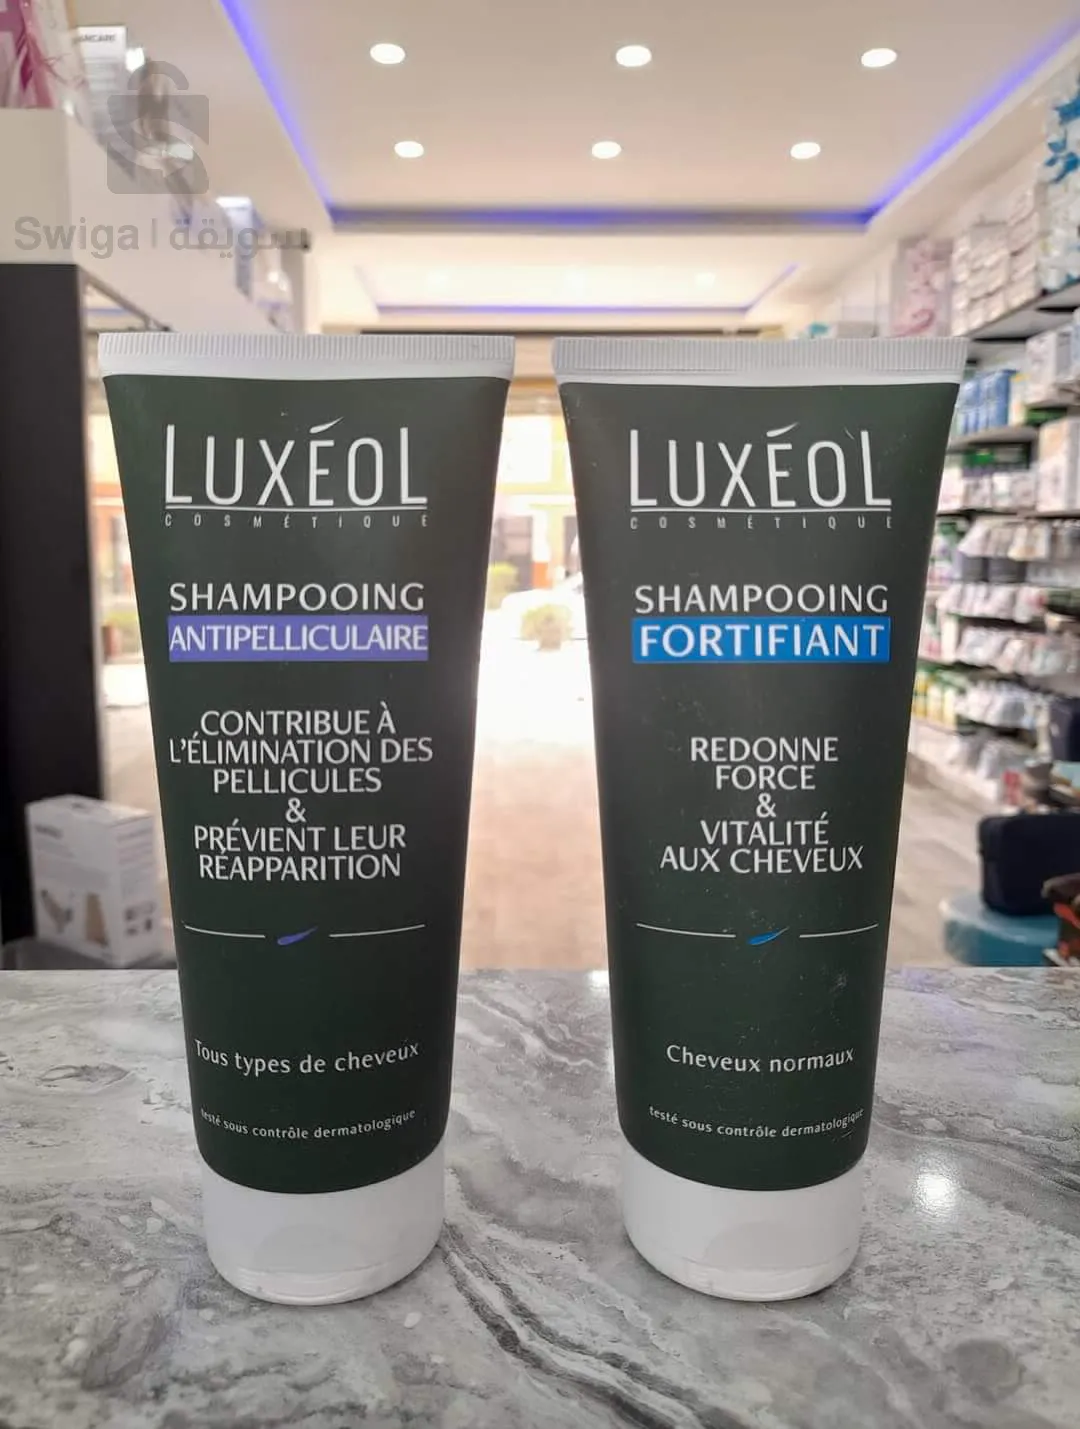 Swiga | سويقة
LUXÉOL
COSMÉTIQUE
SHAMPOOING
ANTIPELLICULAIRE
CONTRIBUE À
L'ÉLIMINATION DES
PELLICULES
&
PRÉVIENT LEUR
RÉAPPARITION
Tous types de cheveux
testé sous contrôle dermatologique
LUXÉOL
COSMÉTIQUE
SHAMPOOING
FORTIFIANT
REDONNE
FORCE
&
VITALITÉ
AUX CHEVEUX
Cheveux normaux
testé sous contrôle dermatologique